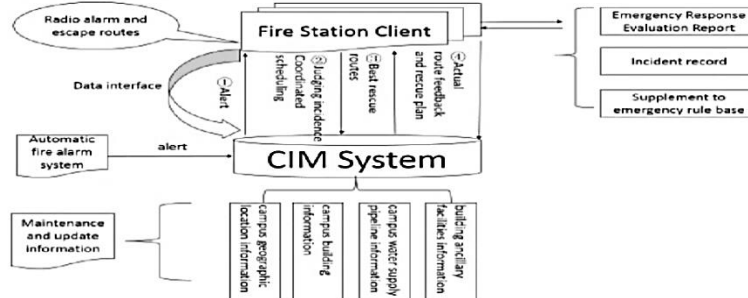 Radio alarm and
escape routes
Fire Station Client
Emergency Response
Evaluation Report
Incident record
Supplement to
emergency rule base
Data interface
Alert
Judging incidence
Coordinated
scheduling
Best rescue
routes
Actual
route feedback
and rescue plan
Automatic
fire alarm
system
alert
CIM System
Maintenance
and update
information
campus geographic
location information
campus building
information
campus water supply
pipeline information
building ancillary
facilities information